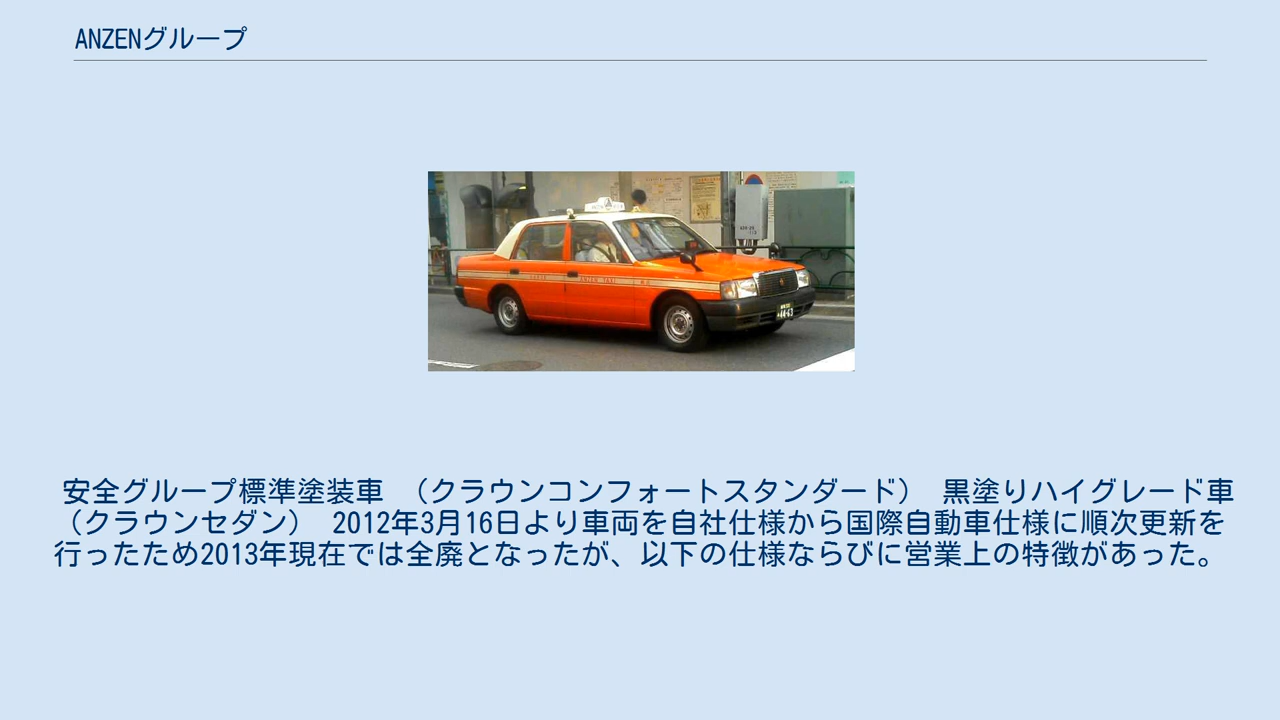 ANZENグループ
安全グループ標準塗装車 （クラウンコンフォートスタンダード） 黒塗りハイグレード車
（クラウンセダン） 2012年3月16日より車両を自社仕様から国際自動車仕様に順次更新を
行ったため2013年現在では全廃となったが、以下の仕様ならびに営業上の特徴があった。